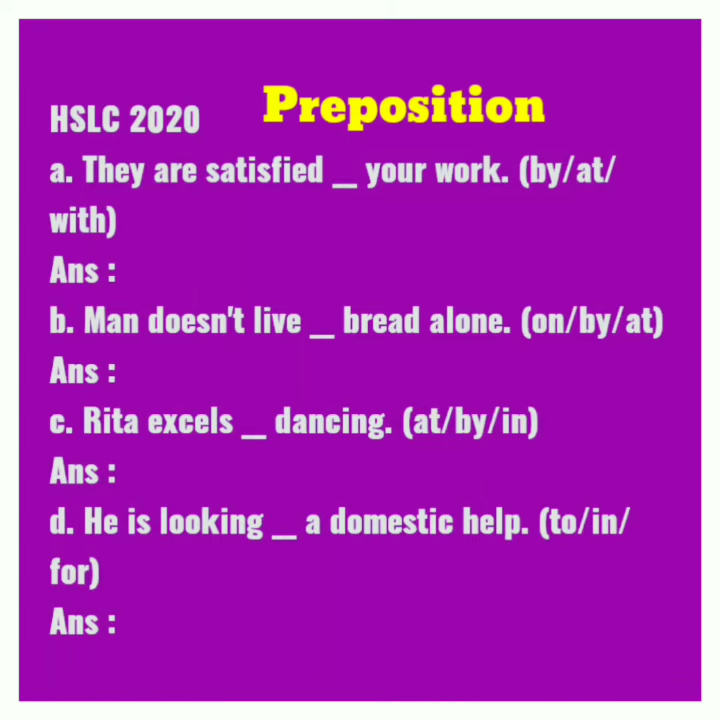 Preposition
HSLC 2020
a. They are satisfied _ your work. (by/at/
with)
Ans :
b. Man doesn't live _ bread alone. (on/by/at)
Ans :
c. Rita excels _ dancing. (at/by/in)
Ans :
d. He is looking _ a domestic help. (to/in/
for)
Ans :